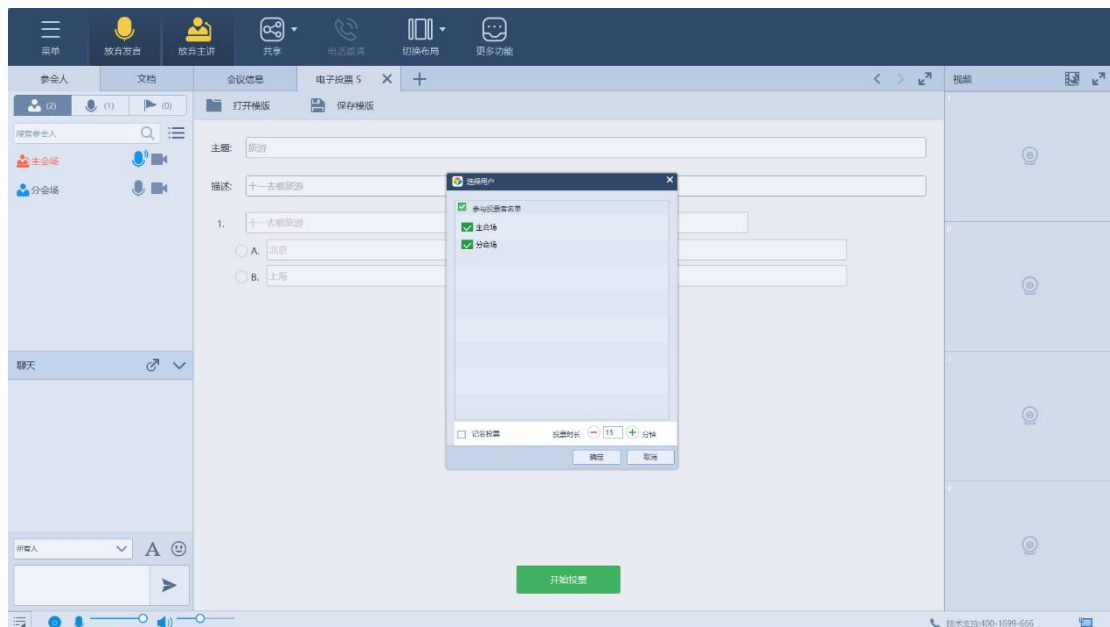 菜单
放弃发言
放弃主讲
共享
电话邀请
切换布局
更多功能
参会人
文档
会议信息
电子投票 5
视频
(2)
(1)
(0)
打开模版
保存模版
搜索参会人
主会场
分会场
主题: 旅游
描述: 十一去哪旅游
1. 十一去哪旅游
A. 北京
B. 上海
选择用户
参与投票者名单
主会场
分会场
记名投票
投票时长 15 分钟
确定
取消
聊天
所有人
A
开始投票
1
2
3
4
技术支持:400-1699-666